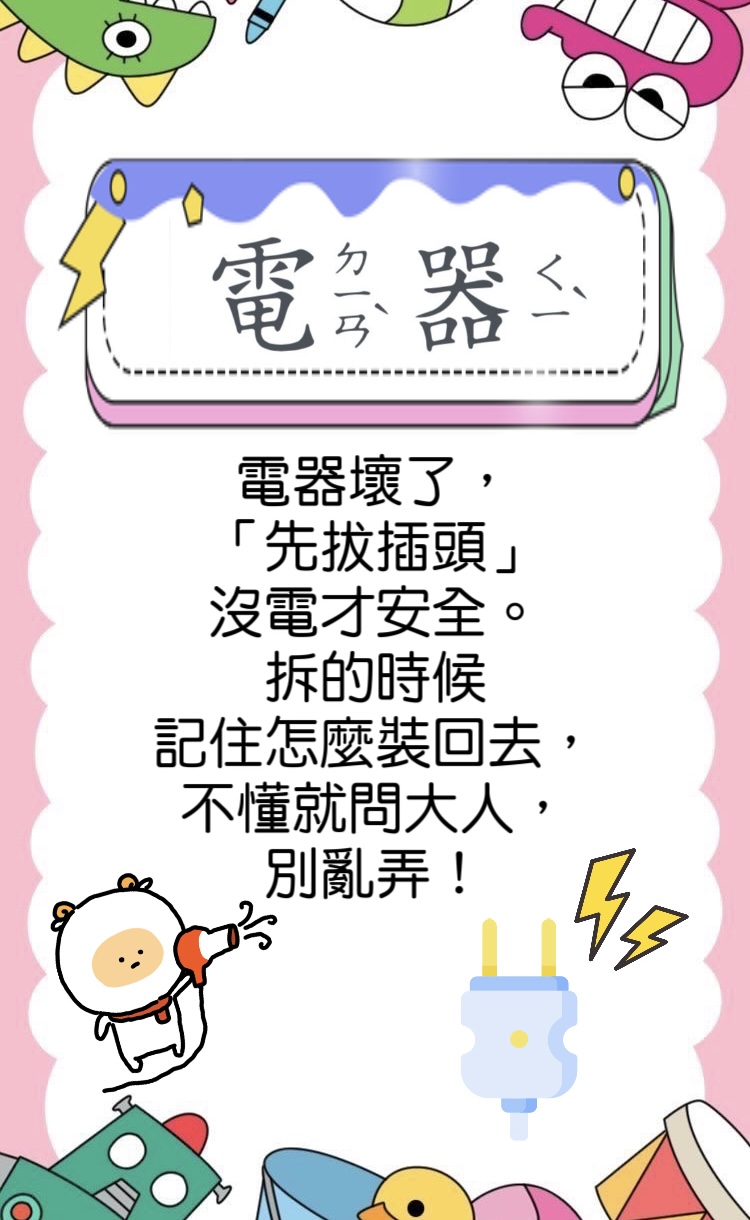 電ㄉㄧㄢˋ器ㄑㄧˋ
電器壞了，
「先拔插頭」
沒電才安全。
拆的時候
記住怎麼裝回去，
不懂就問大人，
別亂弄！